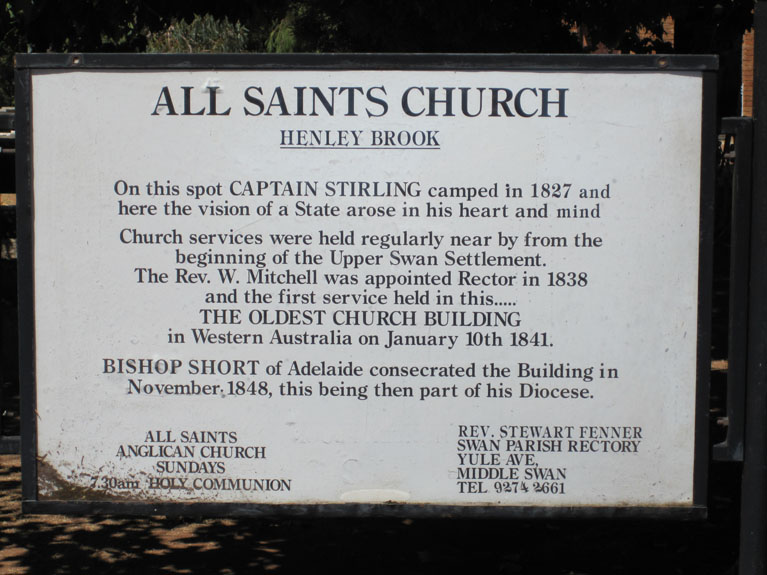 ALL SAINTS CHURCH
HENLEY BROOK
On this spot CAPTAIN STIRLING camped in 1827 and
here the vision of a State arose in his heart and mind
Church services were held regularly near by from the
beginning of the Upper Swan Settlement.
The Rev. W. Mitchell was appointed Rector in 1838
and the first service held in this.....
THE OLDEST CHURCH BUILDING
in Western Australia on January 10th 1841.
BISHOP SHORT of Adelaide consecrated the Building in
November, 1848, this being then part of his Diocese.
ALL SAINTS
ANGLICAN CHURCH
SUNDAYS
7.30am HOLY COMMUNION
REV. STEWART FENNER
SWAN PARISH RECTORY
YULE AVE,
MIDDLE SWAN
TEL 9274 2661